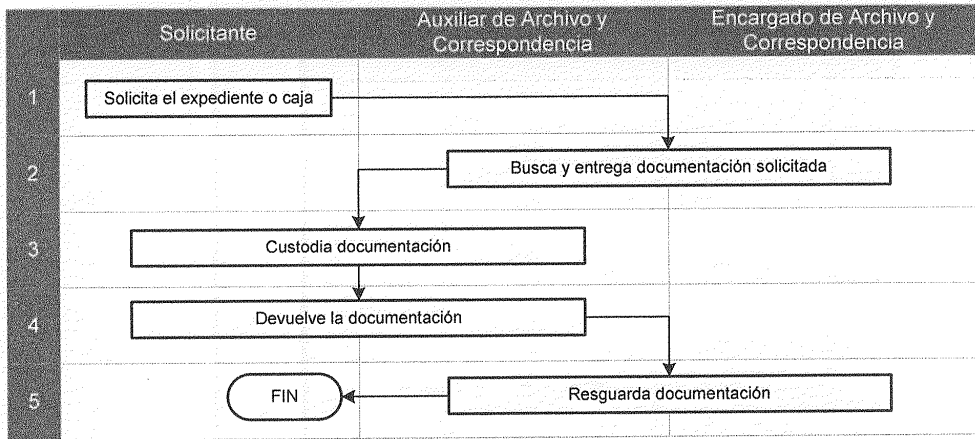 Solicitante
Auxiliar de Archivo y
Correspondencia
Encargado de Archivo y
Correspondencia
1
Solicita el expediente o caja
2
Busca y entrega documentación solicitada
3
Custodia documentación
4
Devuelve la documentación
5
FIN
Resguarda documentación